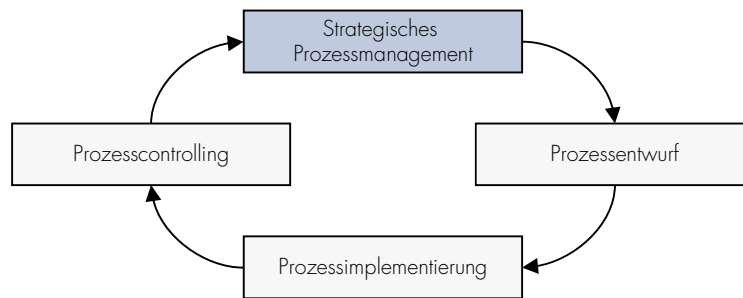 Strategisches
Prozessmanagement
Prozesscontrolling
Prozessentwurf
Prozessimplementierung